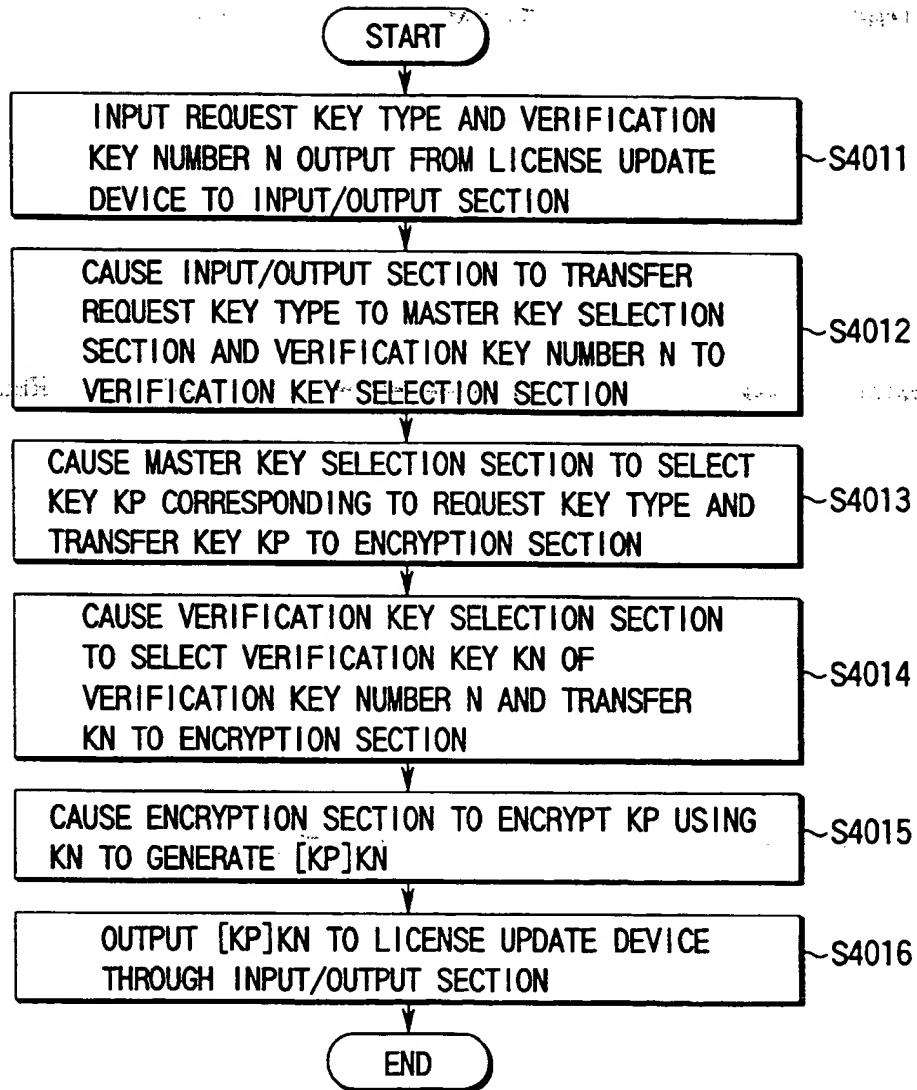 START
INPUT REQUEST KEY TYPE AND VERIFICATION
KEY NUMBER N OUTPUT FROM LICENSE UPDATE
DEVICE TO INPUT/OUTPUT SECTION
S4011
CAUSE INPUT/OUTPUT SECTION TO TRANSFER
REQUEST KEY TYPE TO MASTER KEY SELECTION
SECTION AND VERIFICATION KEY NUMBER N TO
VERIFICATION KEY SELECTION SECTION
S4012
CAUSE MASTER KEY SELECTION SECTION TO SELECT
KEY KP CORRESPONDING TO REQUEST KEY TYPE AND
TRANSFER KEY KP TO ENCRYPTION SECTION
S4013
CAUSE VERIFICATION KEY SELECTION SECTION
TO SELECT VERIFICATION KEY KN OF
VERIFICATION KEY NUMBER N AND TRANSFER
KN TO ENCRYPTION SECTION
S4014
CAUSE ENCRYPTION SECTION TO ENCRYPT KP USING
KN TO GENERATE [KP]KN
S4015
OUTPUT [KP]KN TO LICENSE UPDATE DEVICE
THROUGH INPUT/OUTPUT SECTION
S4016
END